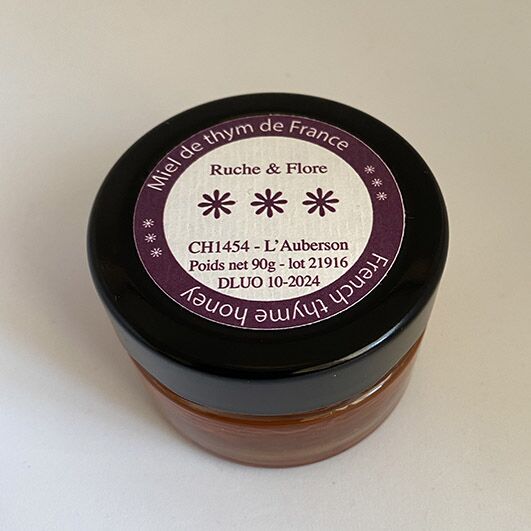 Miel de thym de France
Ruche & Flore
CH1454 - L'Auberson
Poids net 90g - lot 21916
DLUO 10-2024
French thyme honey